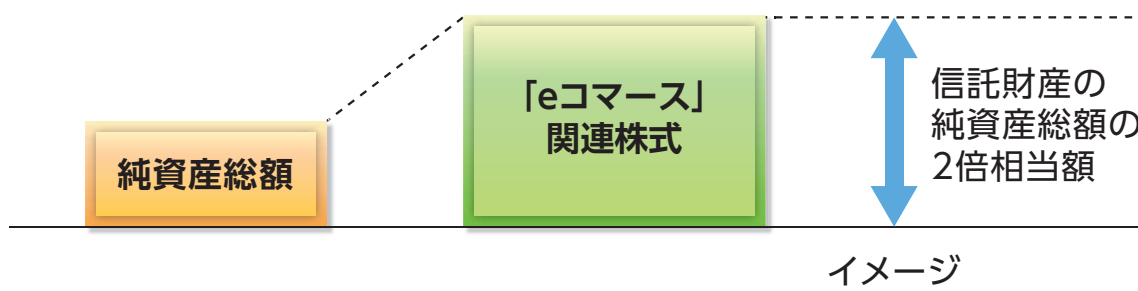 純資産総額
「eコマース」
関連株式
信託財産の
純資産総額の
2倍相当額
イメージ